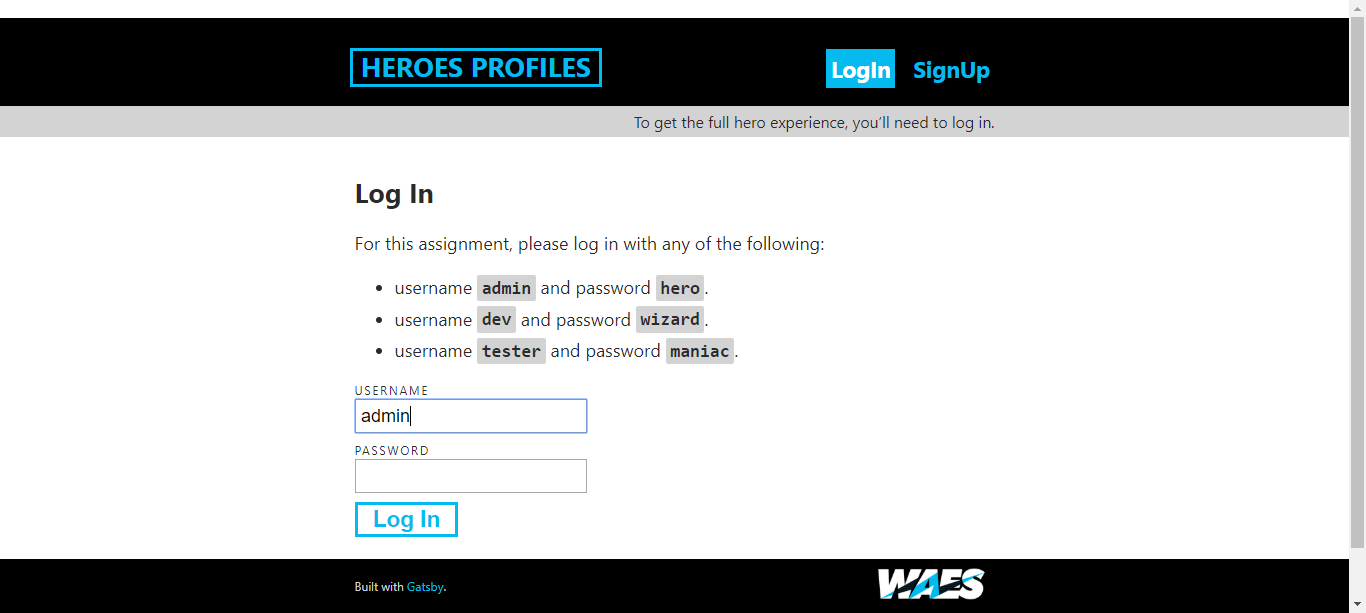 HEROES PROFILES LogIn SignUp
To get the full hero experience, you'll need to log in.
Log In
For this assignment, please log in with any of the following:
• username admin and password hero.
• username dev and password wizard.
• username tester and password maniac.
USERNAME
admin
PASSWORD
Log In
Built with Gatsby. WAES